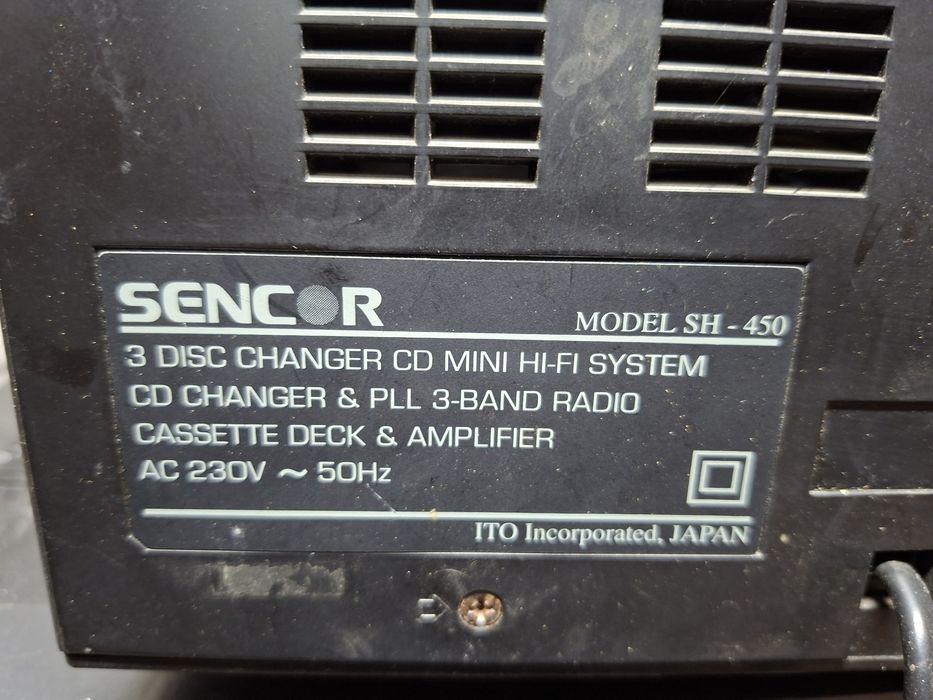 SENCOR
MODEL SH - 450
3 DISC CHANGER CD MINI HI-FI SYSTEM
CD CHANGER & PLL 3-BAND RADIO
CASSETTE DECK & AMPLIFIER
AC 230V ~ 50Hz
ITO Incorporated, JAPAN